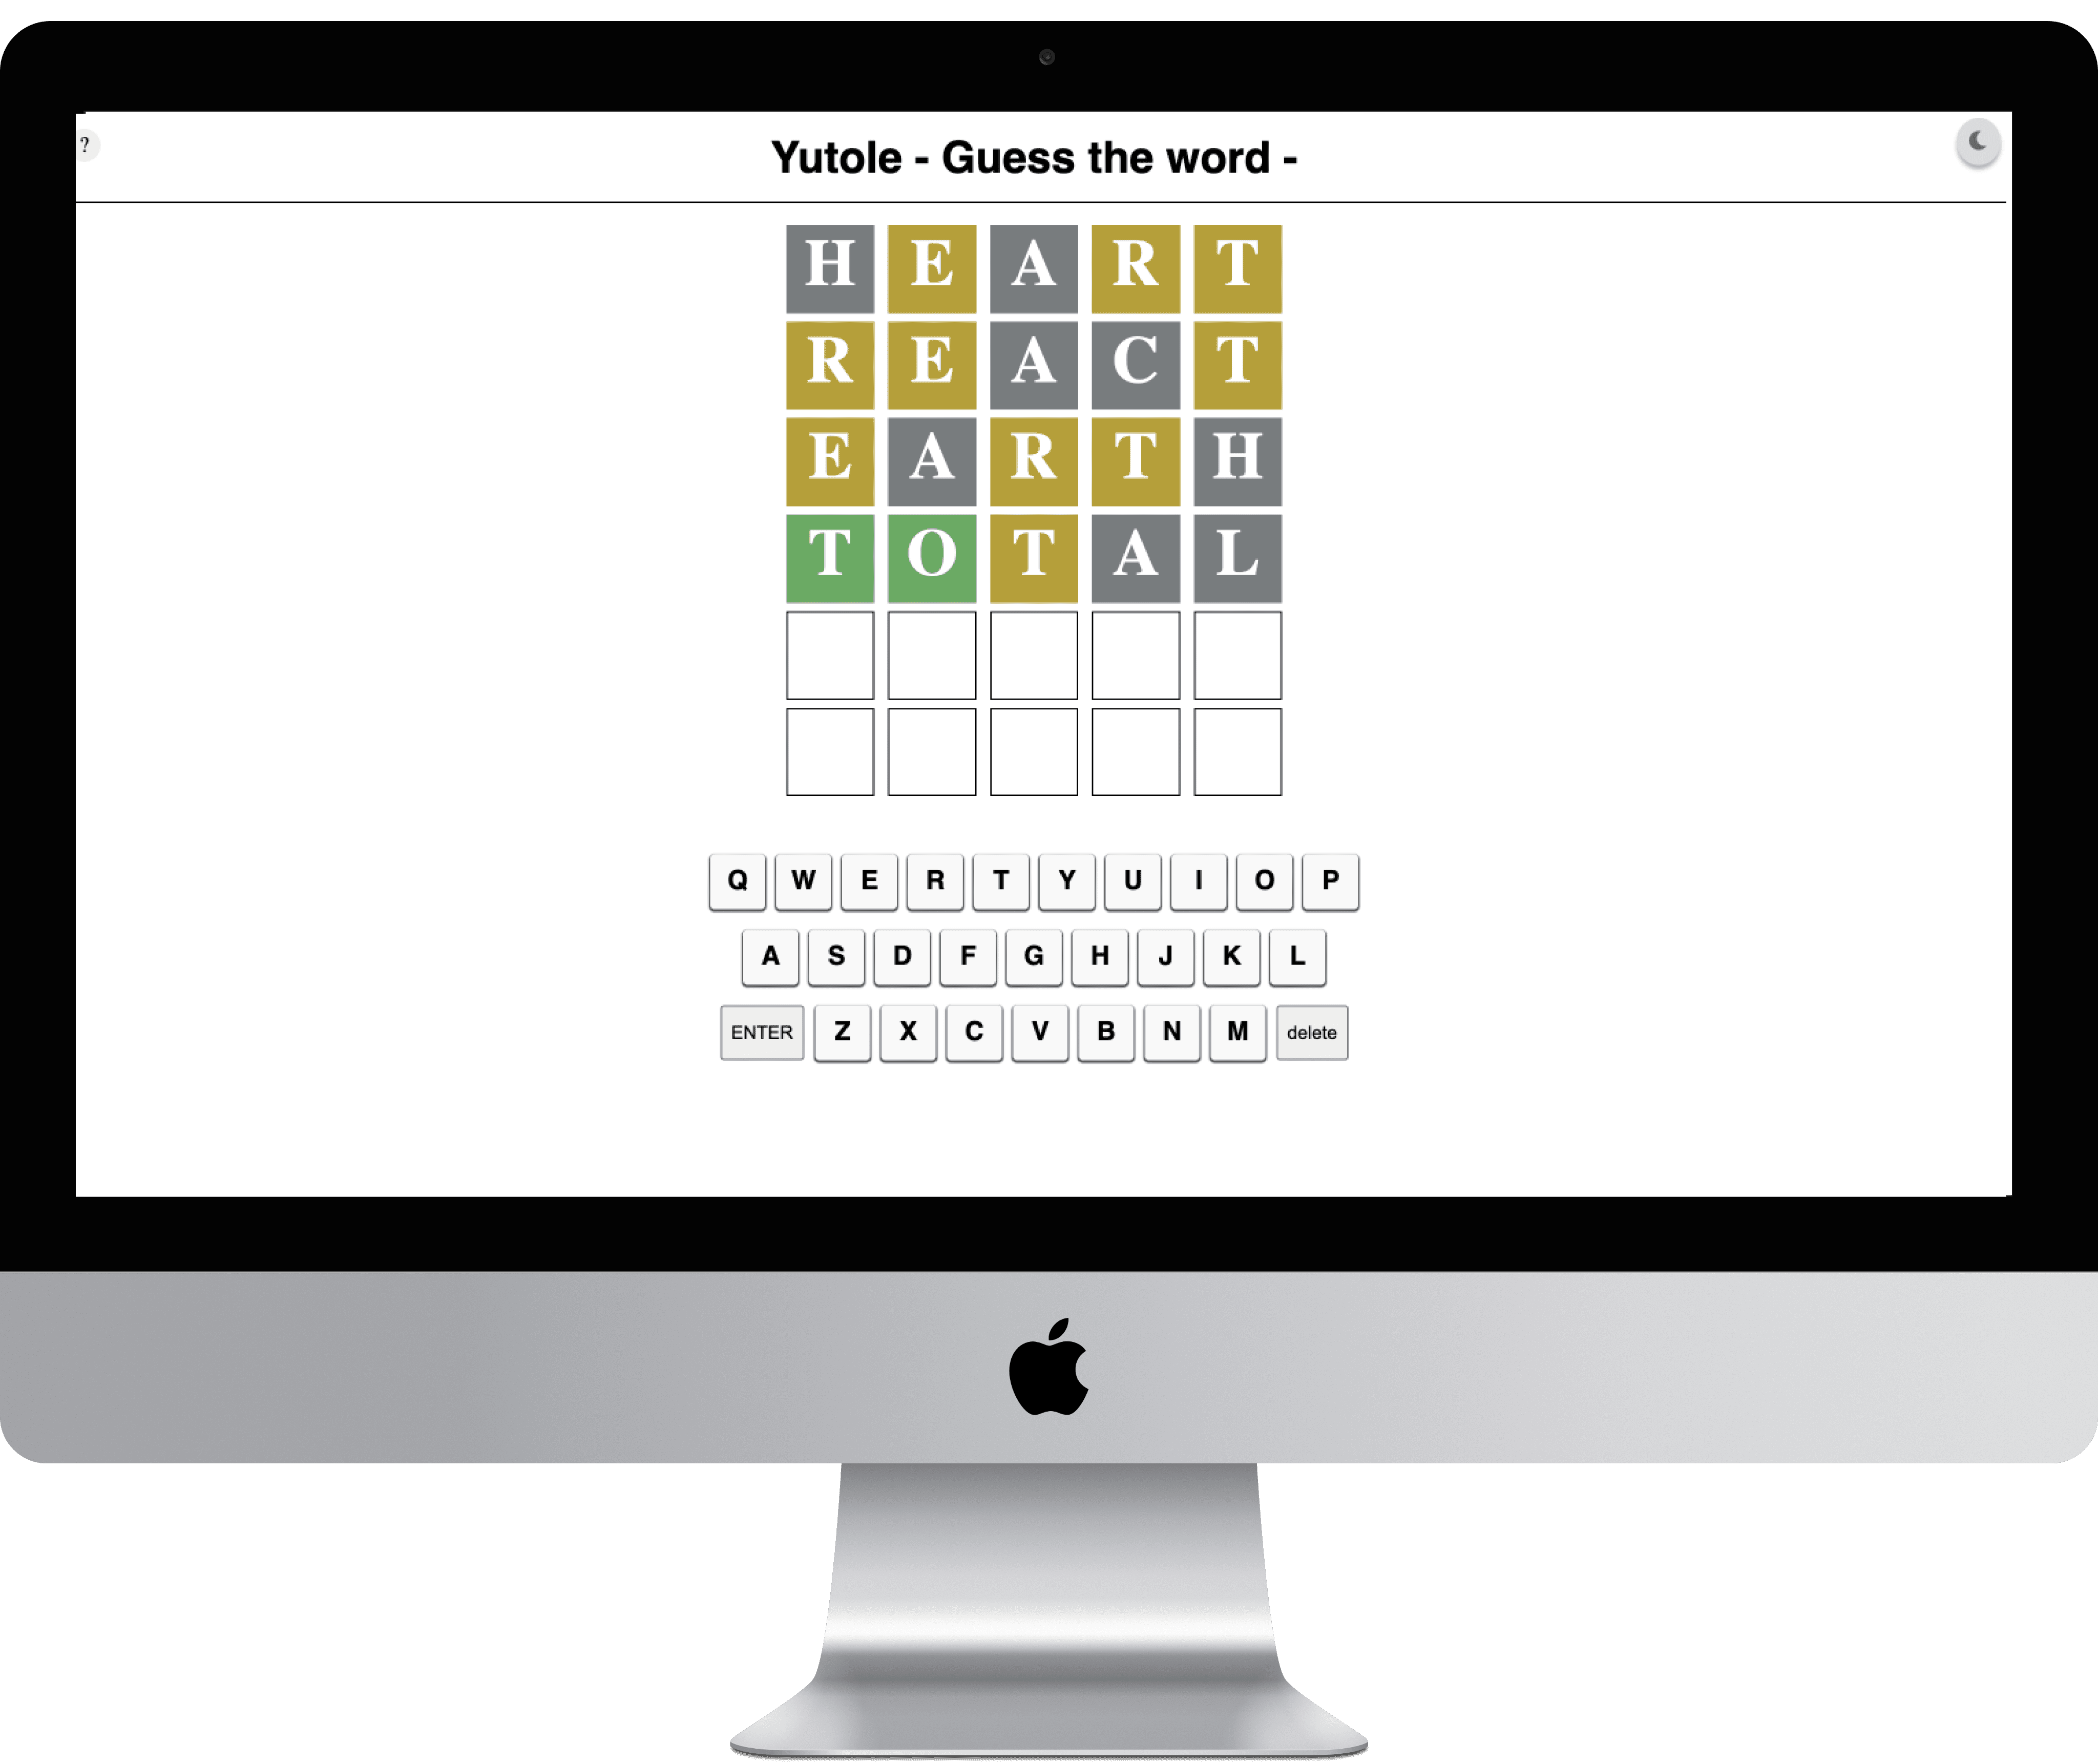 ?
Yutole - Guess the word -
H E A R T
R E A C T
E A R T H
T O T A L
Q W E R T Y U I O P
A S D F G H J K L
ENTER Z X C V B N M delete